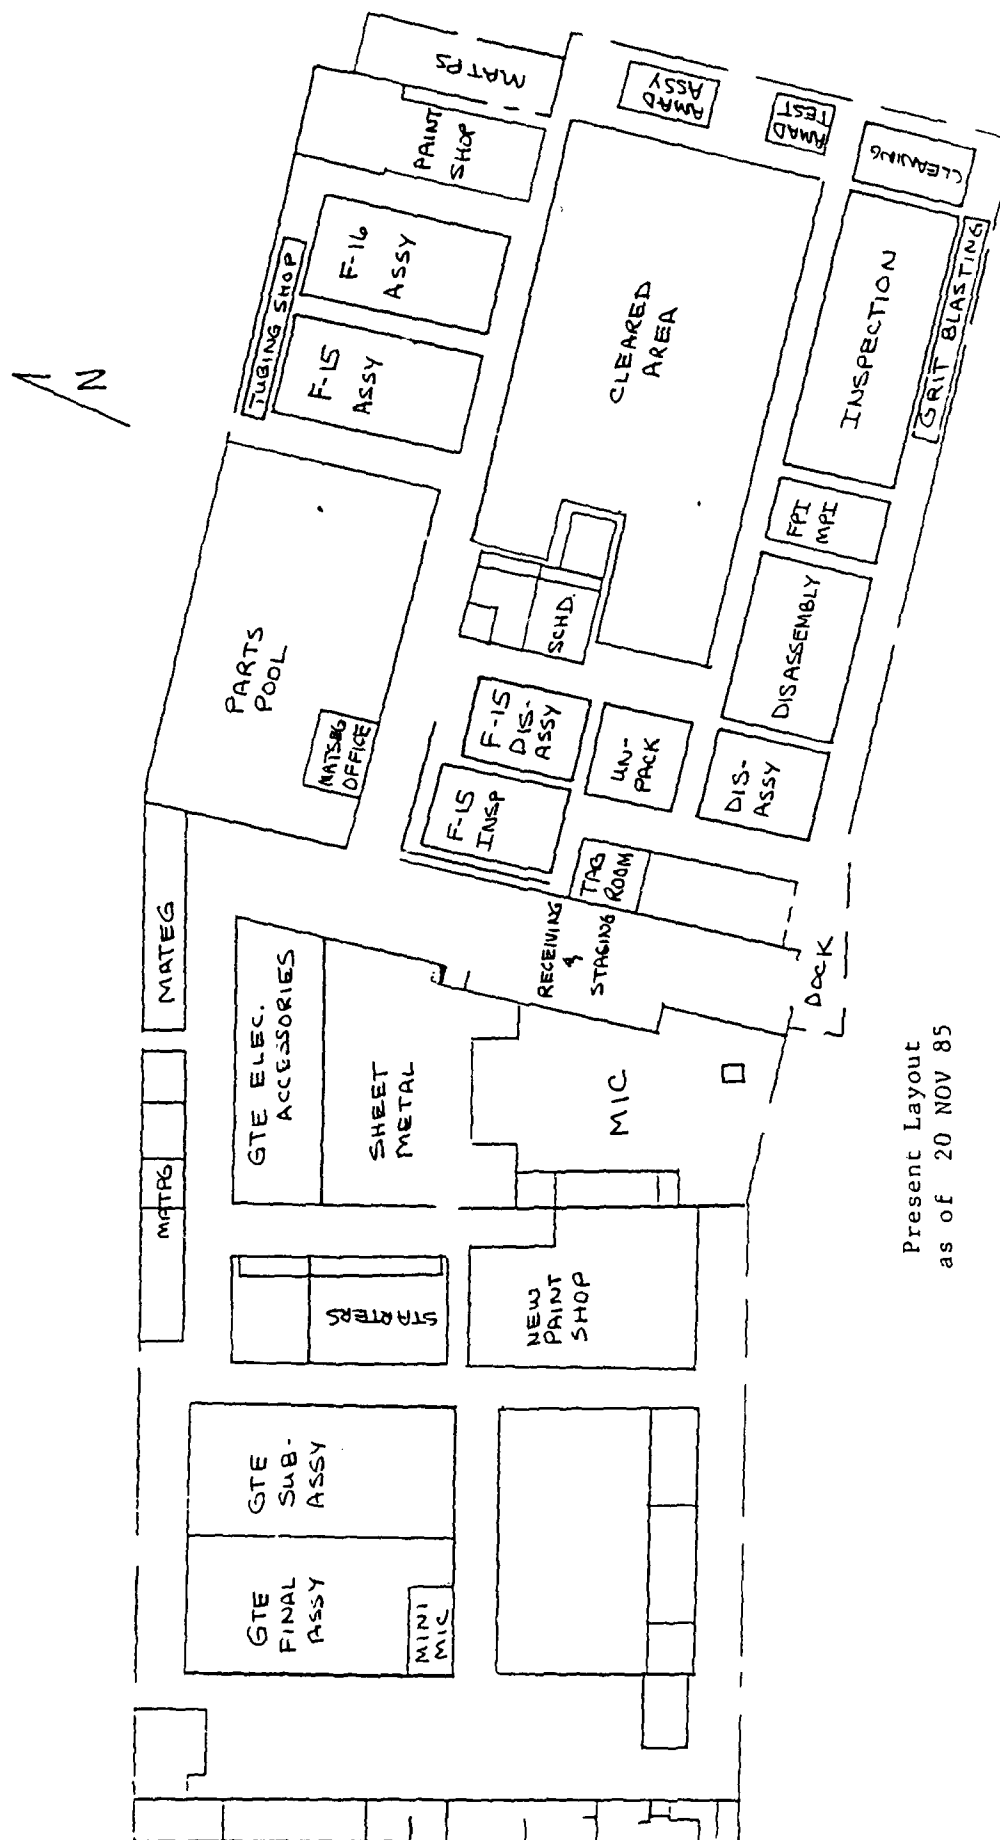 N
MATPS
AMAD
ASSY
AMAD
TEST
CLEANING
PAINT
SHOP
F-16
ASSY
TUBING SHOP
F-15
ASSY
CLEARED
AREA
INSPECTION
GRIT BLASTING
FPI
MPI
PARTS
POOL
MATSEG
OFFICE
SCHD.
DISASSEMBLY
F-15
DIS-
ASSY
UN-
PACK
DIS-
ASSY
F-15
INSP
TAG
ROOM
RECEIVING
&
STAGING
DOCK
MATEG
GTE ELEC.
ACCESSORIES
SHEET
METAL
MIC
MATPG
STARTERS
NEW
PAINT
SHOP
GTE
SUB-
ASSY
GTE
FINAL
ASSY
MINI
MIC
Present Layout
as of 20 NOV 85